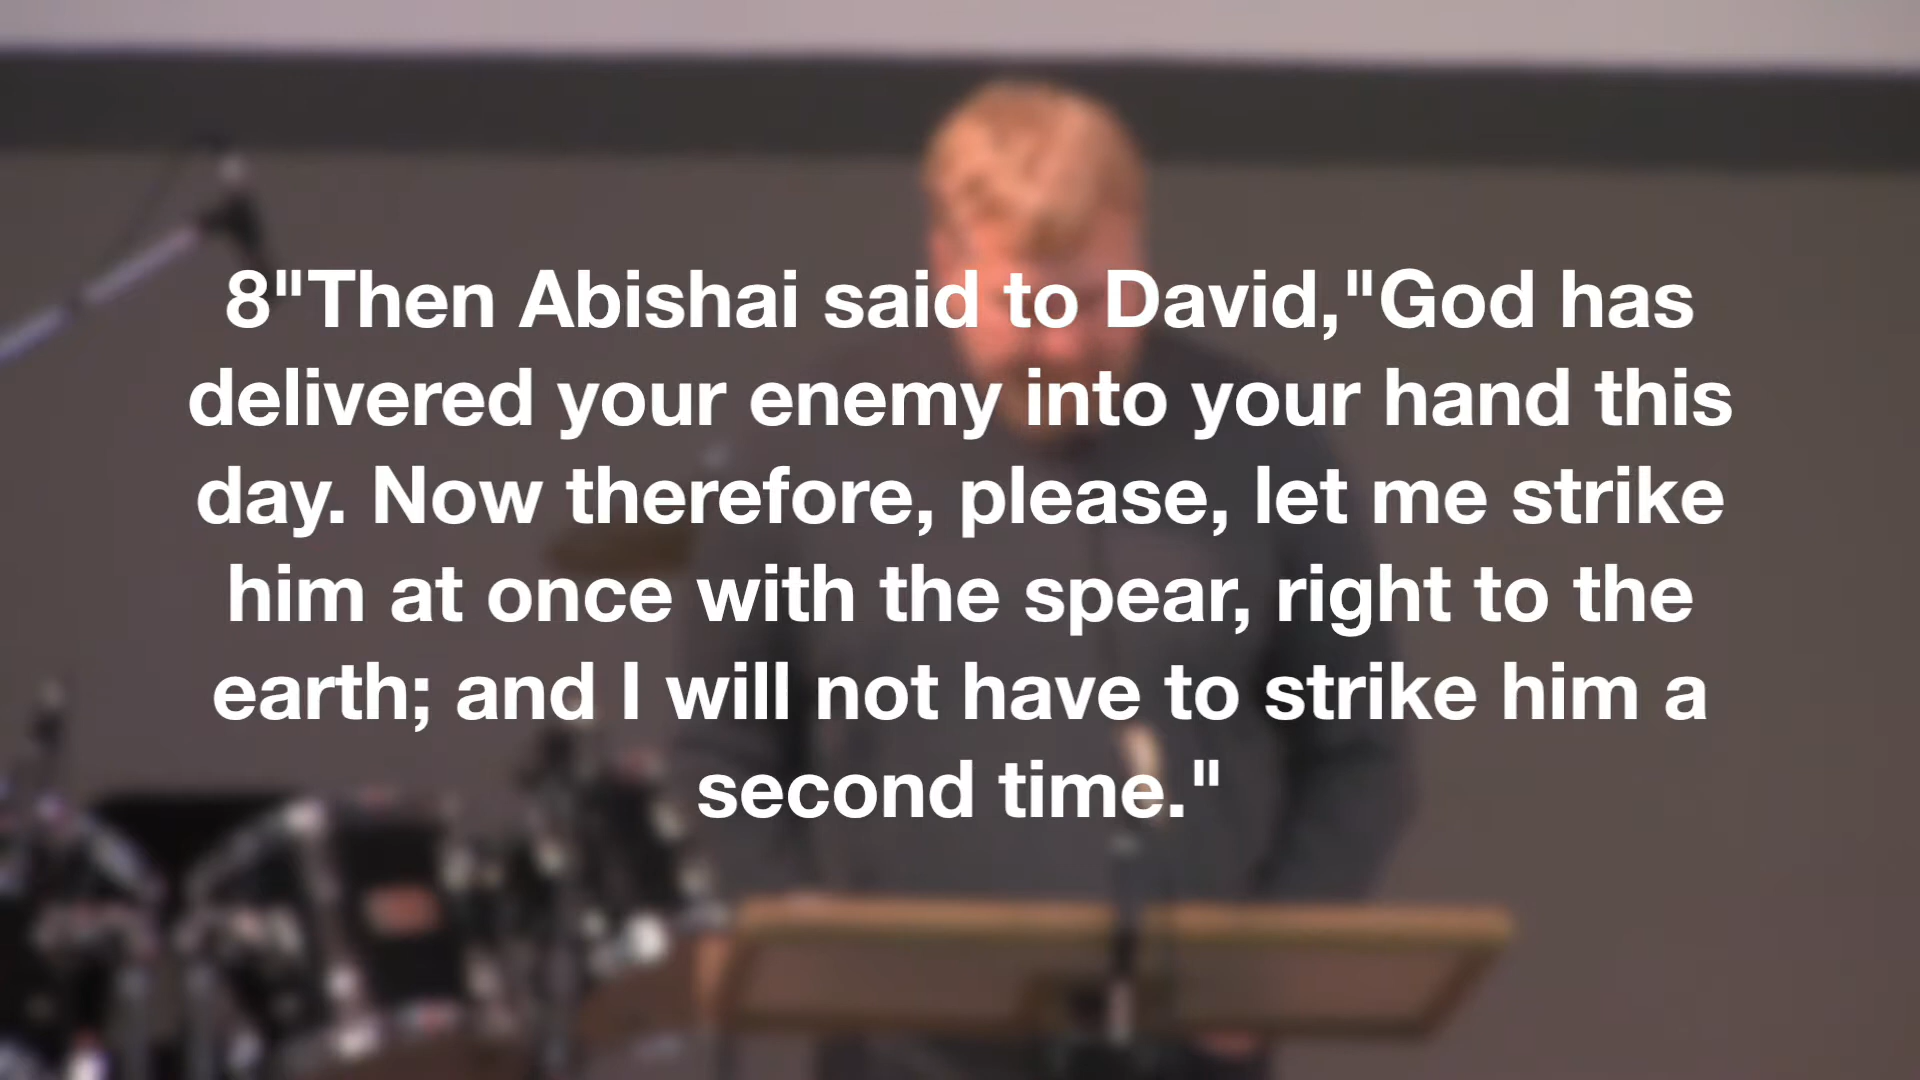 8"Then Abishai said to David,"God has
delivered your enemy into your hand this
day. Now therefore, please, let me strike
him at once with the spear, right to the
earth; and I will not have to strike him a
second time."